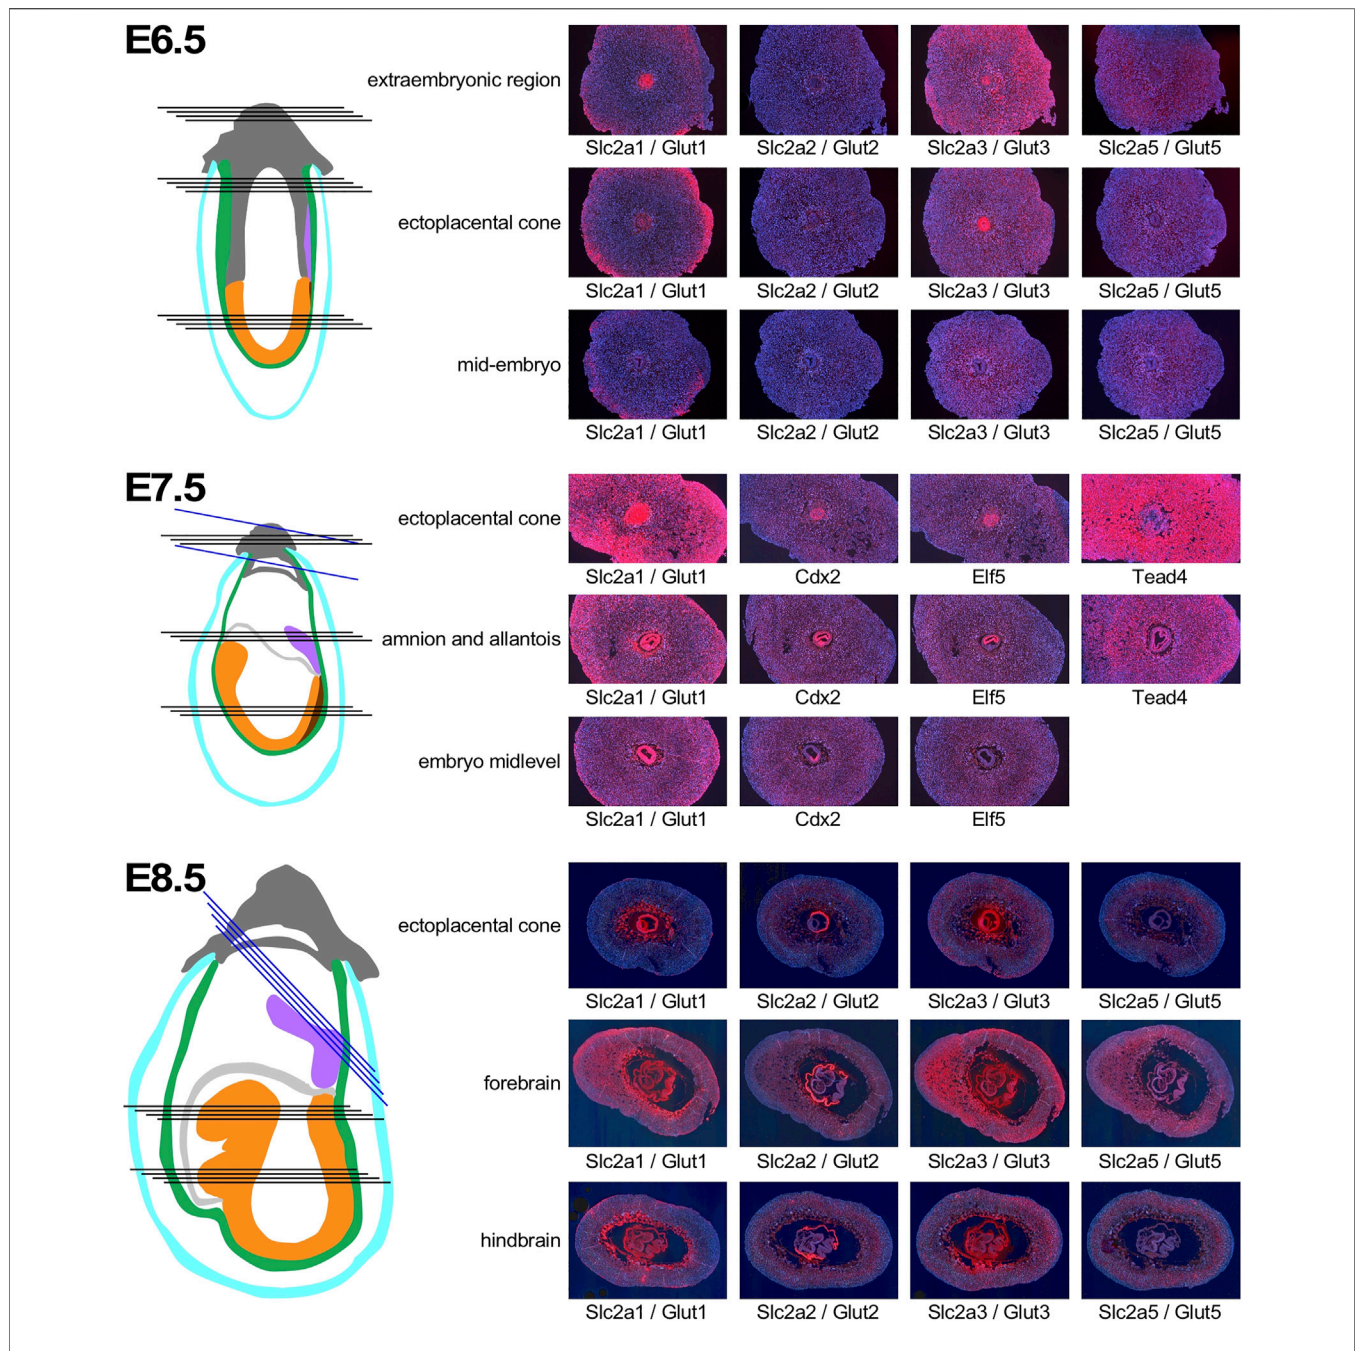 E6.5
extraembryonic region
Slc2a1 / Glut1 Slc2a2 / Glut2 Slc2a3 / Glut3 Slc2a5 / Glut5
ectoplacental cone
Slc2a1 / Glut1 Slc2a2 / Glut2 Slc2a3 / Glut3 Slc2a5 / Glut5
mid-embryo
Slc2a1 / Glut1 Slc2a2 / Glut2 Slc2a3 / Glut3 Slc2a5 / Glut5
E7.5
ectoplacental cone
Slc2a1 / Glut1 Cdx2 Elf5 Tead4
amnion and allantois
Slc2a1 / Glut1 Cdx2 Elf5 Tead4
embryo midlevel
Slc2a1 / Glut1 Cdx2 Elf5
E8.5
ectoplacental cone
Slc2a1 / Glut1 Slc2a2 / Glut2 Slc2a3 / Glut3 Slc2a5 / Glut5
forebrain
Slc2a1 / Glut1 Slc2a2 / Glut2 Slc2a3 / Glut3 Slc2a5 / Glut5
hindbrain
Slc2a1 / Glut1 Slc2a2 / Glut2 Slc2a3 / Glut3 Slc2a5 / Glut5